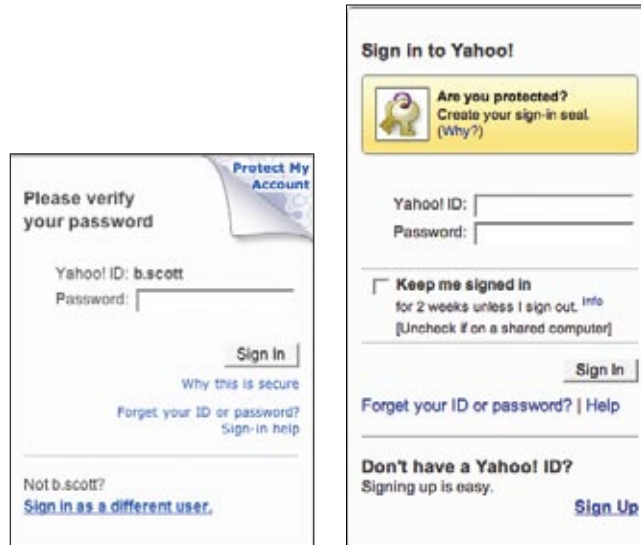 Protect My
Account
Please verify
your password
Yahoo! ID: b.scott
Password:
Sign In
Why this is secure
Forget your ID or password?
Sign-in help
Not b.scott?
Sign in as a different user.
Sign in to Yahoo!
Are you protected?
Create your sign-in seal.
(Why?)
Yahoo! ID:
Password:
Keep me signed in
for 2 weeks unless I sign out. Info
[Uncheck if on a shared computer]
Sign In
Forget your ID or password? | Help
Don't have a Yahoo! ID?
Signing up is easy.
Sign Up